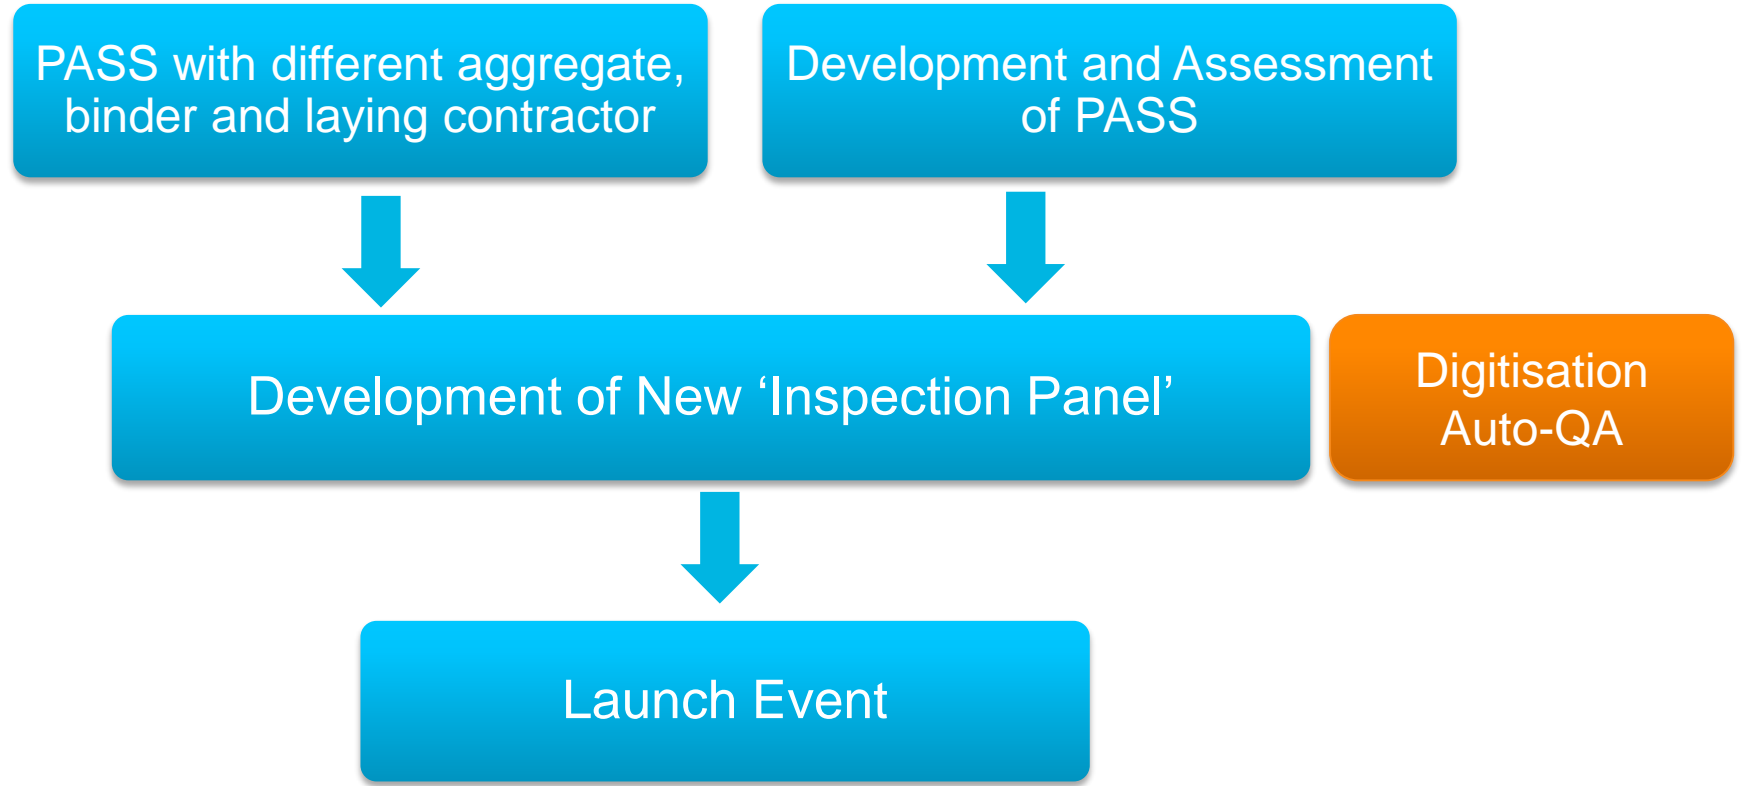 PASS with different aggregate,
binder and laying contractor
Development and Assessment
of PASS
Development of New ‘Inspection Panel’
Digitisation
Auto-QA
Launch Event